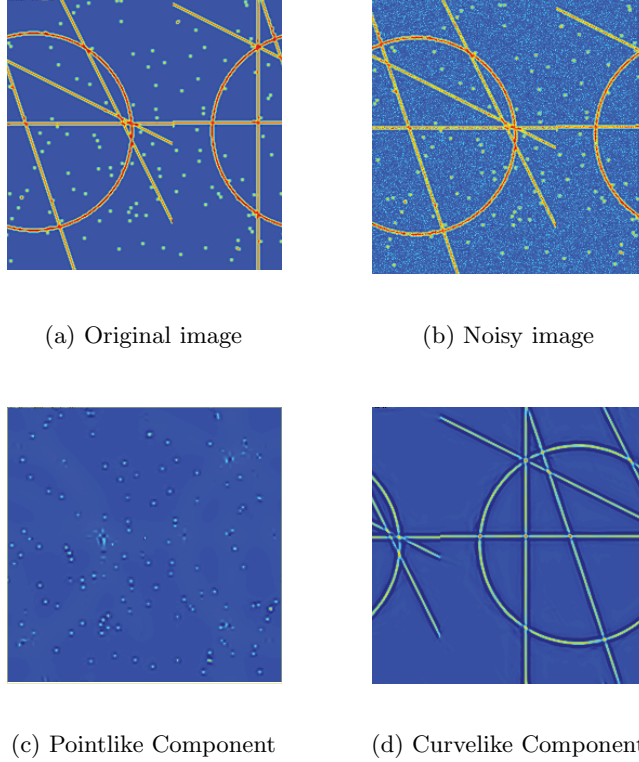 (a) Original image
(b) Noisy image
(c) Pointlike Component
(d) Curvelike Component